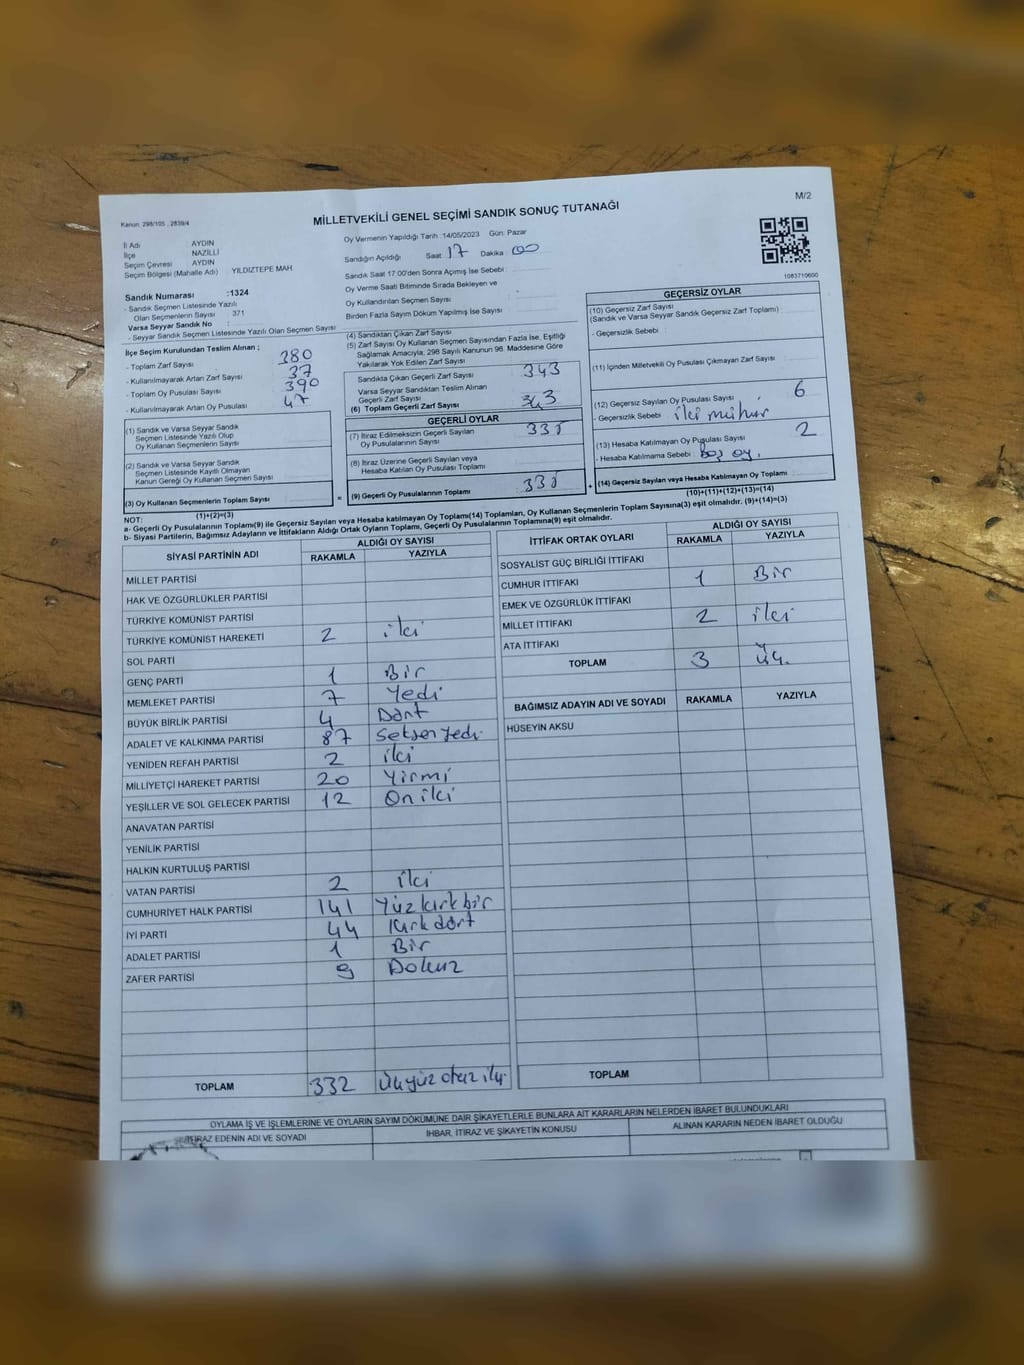 M/2
Kanun: 298/105 , 2839/4
MİLLETVEKİLİ GENEL SEÇİMİ SANDIK SONUÇ TUTANAĞI
İl Adı AYDIN
İlçe NAZİLLİ
Seçim Çevresi AYDIN
Seçim Bölgesi (Mahalle Adı) : YILDIZTEPE MAH.
Oy Vermenin Yapıldığı Tarih : 14/05/2023 Gün: Pazar
Sandığın Açıldığı Saat 17 Dakika 00
Sandık Saat 17:00'den Sonra Açımış İse Sebebi :
Oy Verme Saati Bitiminde Sırada Bekleyen ve
Oy Kullandırılan Seçmen Sayısı
Birden Fazla Sayım Döküm Yapılmış İse Sayısı
1083710600
Sandık Numarası :1324
- Sandık Seçmen Listesinde Yazılı
Olan Seçmenlerin Sayısı : 371
Varsa Seyyar Sandık No :
- Seyyar Sandık Seçmen Listesinde Yazılı Olan Seçmen Sayısı
İlçe Seçim Kurulundan Teslim Alınan ;
- Toplam Zarf Sayısı 380
- Kullanılmayarak Artan Zarf Sayısı 37
- Toplam Oy Pusulası Sayısı 390
- Kullanılmayarak Artan Oy Pusulası 47
(1) Sandık ve Varsa Seyyar Sandık
Seçmen Listesinde Yazılı Olup
Oy Kullanan Seçmenlerin Sayısı
(2) Sandık ve Varsa Seyyar Sandık
Seçmen Listesinde Kayıtlı Olmayan
Kanun Gereği Oy Kullanan Seçmen Sayısı
(3) Oy Kullanan Seçmenlerin Toplam Sayısı
(1)+(2)=(3)
(4) Sandıktan Çıkan Zarf Sayısı
(5) Zarf Sayısı Oy Kullanan Seçmen Sayısından Fazla İse, Eşitliği
Sağlamak Amacıyla, 298 Sayılı Kanunun 98. Maddesine Göre
Yakılarak Yok Edilen Zarf Sayısı
Sandıkta Çıkan Geçerli Zarf Sayısı 343
Varsa Seyyar Sandıktan Teslim Alınan
Geçerli Zarf Sayısı
(6) Toplam Geçerli Zarf Sayısı 343
GEÇERLİ OYLAR
(7) İtiraz Edilmeksizin Geçerli Sayılan
Oy Pusulalarının Sayısı 335
(8) İtiraz Üzerine Geçerli Sayılan veya
Hesaba Katılan Oy Pusulası Toplamı
= (9) Geçerli Oy Pusulalarının Toplamı 335 +
GEÇERSİZ OYLAR
(10) Geçersiz Zarf Sayısı
(Sandık ve Varsa Seyyar Sandık Geçersiz Zarf Toplamı)
- Geçersizlik Sebebi :
(11) İçinden Milletvekili Oy Pusulası Çıkmayan Zarf Sayısı
(12) Geçersiz Sayılan Oy Pusulası Sayısı 6
- Geçersizlik Sebebi : iki mühür
(13) Hesaba Katılmayan Oy Pusulası Sayısı 2
- Hesaba Katılmama Sebebi : Boş oy.
(14) Geçersiz Sayılan veya Hesaba Katılmayan Oy Toplamı
(10)+(11)+(12)+(13)=(14)
NOT:
a- Geçerli Oy Pusulalarının Toplamı(9) ile Geçersiz Sayılan veya Hesaba katılmayan Oy Toplamı(14) Toplamları, Oy Kullanan Seçmenlerin Toplam Sayısına(3) eşit olmalıdır. (9)+(14)=(3)
b- Siyasi Partilerin, Bağımsız Adayların ve İttifakların Aldığı Ortak Oyların Toplamı, Geçerli Oy Pusulalarının Toplamına(9) eşit olmalıdır.
SİYASİ PARTİNİN ADI ALDIĞI OY SAYISI
RAKAMLA YAZIYLA
MİLLET PARTİSİ
HAK VE ÖZGÜRLÜKLER PARTİSİ
TÜRKİYE KOMÜNİST PARTİSİ
TÜRKİYE KOMÜNİST HAREKETİ 2 iki
SOL PARTİ
GENÇ PARTİ 1 Bir
MEMLEKET PARTİSİ 7 Yedi
BÜYÜK BİRLİK PARTİSİ 4 Dört
ADALET VE KALKINMA PARTİSİ 87 Seksen yedi
YENİDEN REFAH PARTİSİ 2 iki
MİLLİYETÇİ HAREKET PARTİSİ 20 Yirmi
YEŞİLLER VE SOL GELECEK PARTİSİ 12 On iki
ANAVATAN PARTİSİ
YENİLİK PARTİSİ
HALKIN KURTULUŞ PARTİSİ
VATAN PARTİSİ 2 iki
CUMHURİYET HALK PARTİSİ 141 Yüz kırk bir
İYİ PARTİ 44 Kırk dört
ADALET PARTİSİ 1 Bir
ZAFER PARTİSİ 9 Dokuz
TOPLAM 332 Üçyüz otuz iki
İTTİFAK ORTAK OYLARI ALDIĞI OY SAYISI
RAKAMLA YAZIYLA
SOSYALİST GÜÇ BİRLİĞİ İTTİFAKI
CUMHUR İTTİFAKI 1 Bir
EMEK VE ÖZGÜRLÜK İTTİFAKI
MİLLET İTTİFAKI 2 iki
ATA İTTİFAKI
TOPLAM 3 üç.
BAĞIMSIZ ADAYIN ADI VE SOYADI RAKAMLA YAZIYLA
HÜSEYİN AKSU
TOPLAM
OYLAMA İŞ VE İŞLEMLERİNE VE OYLARIN SAYIM DÖKÜMÜNE DAİR ŞİKAYETLERLE BUNLARA AİT KARARLARIN NELERDEN İBARET BULUNDUKLARI
İTİRAZ EDENİN ADI VE SOYADI
İHBAR, İTİRAZ VE ŞİKAYETİN KONUSU
ALINAN KARARIN NEDEN İBARET OLDUĞU